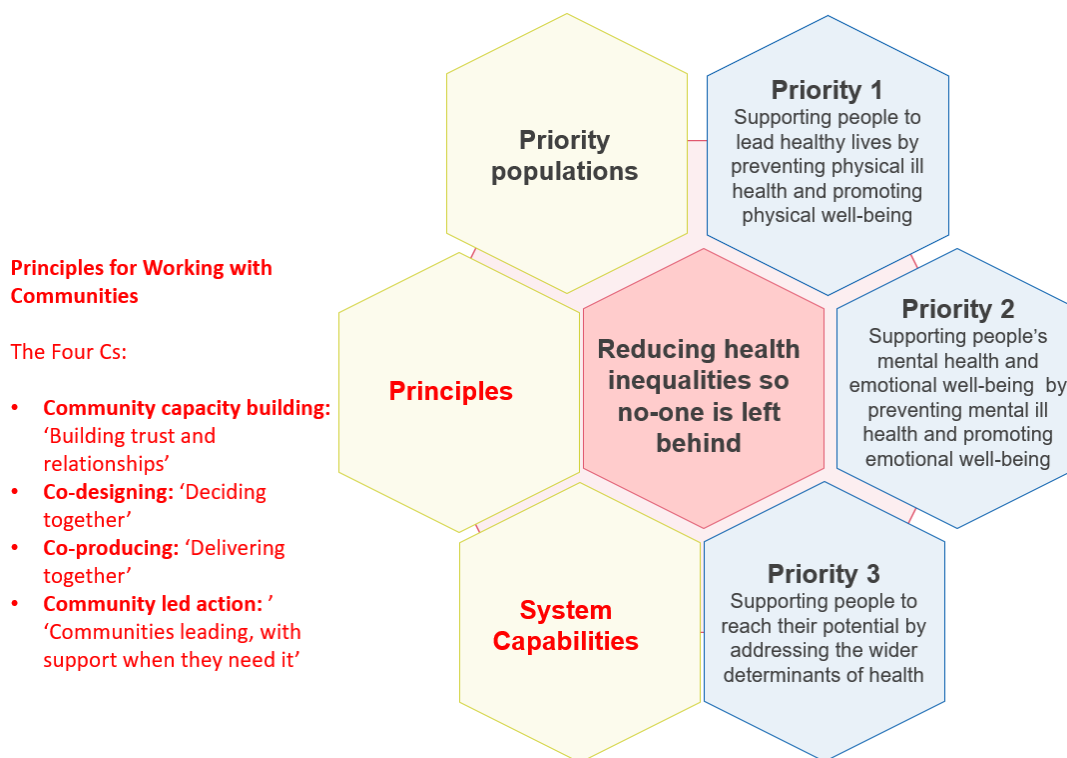 Principles for Working with
Communities
The Four Cs:
• Community capacity building:
‘Building trust and
relationships’
• Co-designing: ‘Deciding
together’
• Co-producing: ‘Delivering
together’
• Community led action: ’
‘Communities leading, with
support when they need it’
Priority
populations
Principles
System
Capabilities
Reducing health
inequalities so
no-one is left
behind
Priority 1
Supporting people to
lead healthy lives by
preventing physical ill
health and promoting
physical well-being
Priority 2
Supporting people’s
mental health and
emotional well-being by
preventing mental ill
health and promoting
emotional well-being
Priority 3
Supporting people to
reach their potential by
addressing the wider
determinants of health